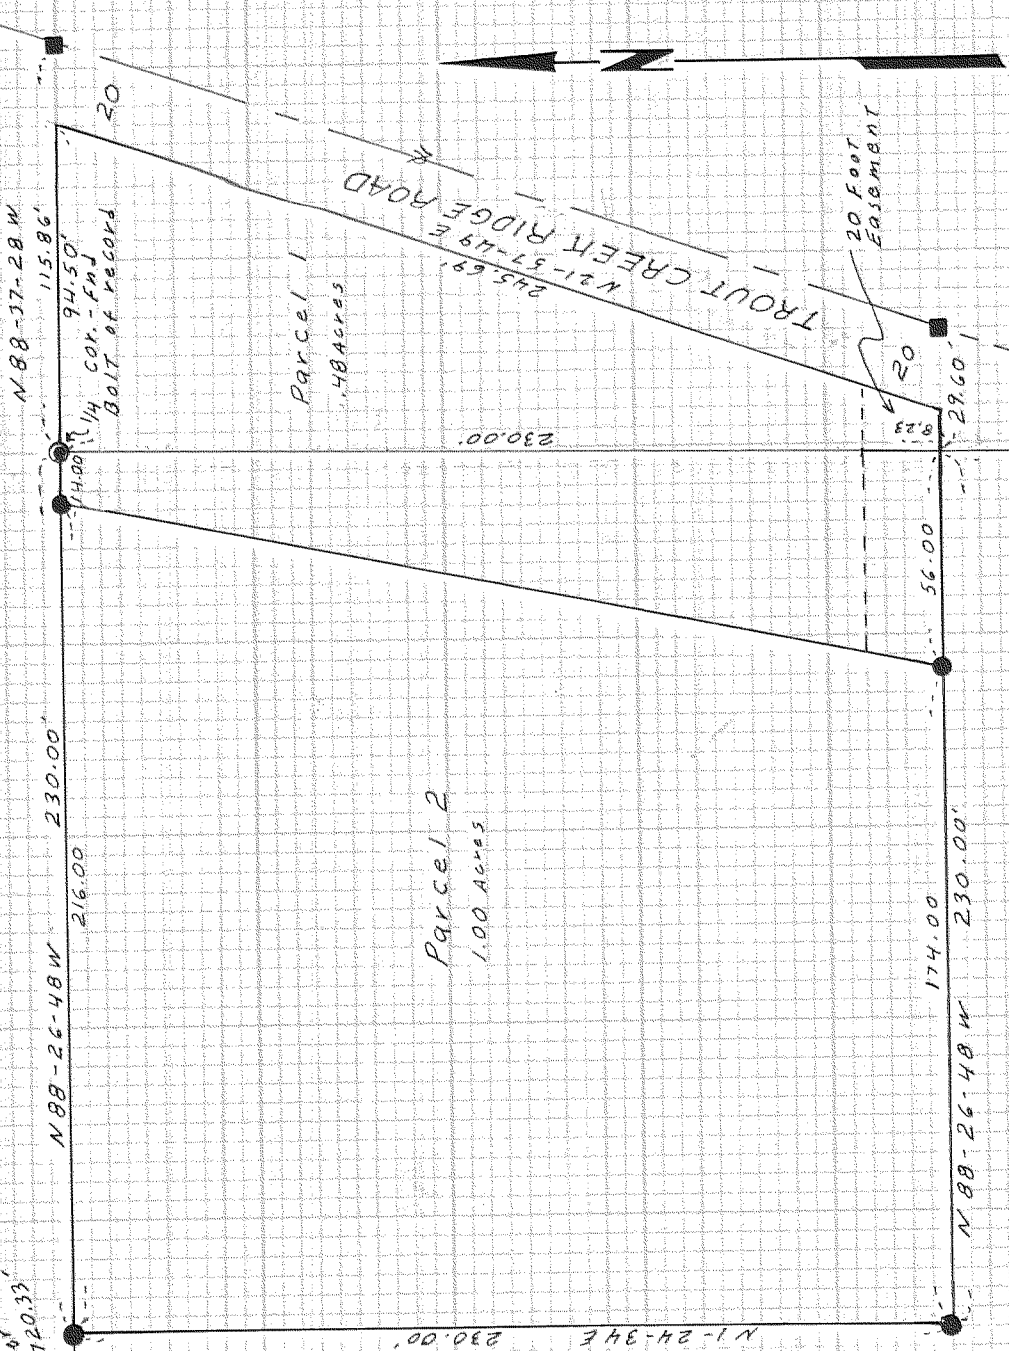 N 88-37-28 W
115.86'
94.50'
1/4 cor. - Fnd
Bolt of record
20
N
Parcel 1
.48 Acres
245.69'
N 21-57-49 E
TROUT CREEK RIDGE ROAD
20 Foot
Easement
20
8.23
29.60'
230.00'
14.00'
56.00
N 88-26-48 W 230.00'
216.00
Parcel 2
1.00 Acres
174.00
N 88-26-48 W 230.00'
230.00' N 1-24-34 E
120.33'